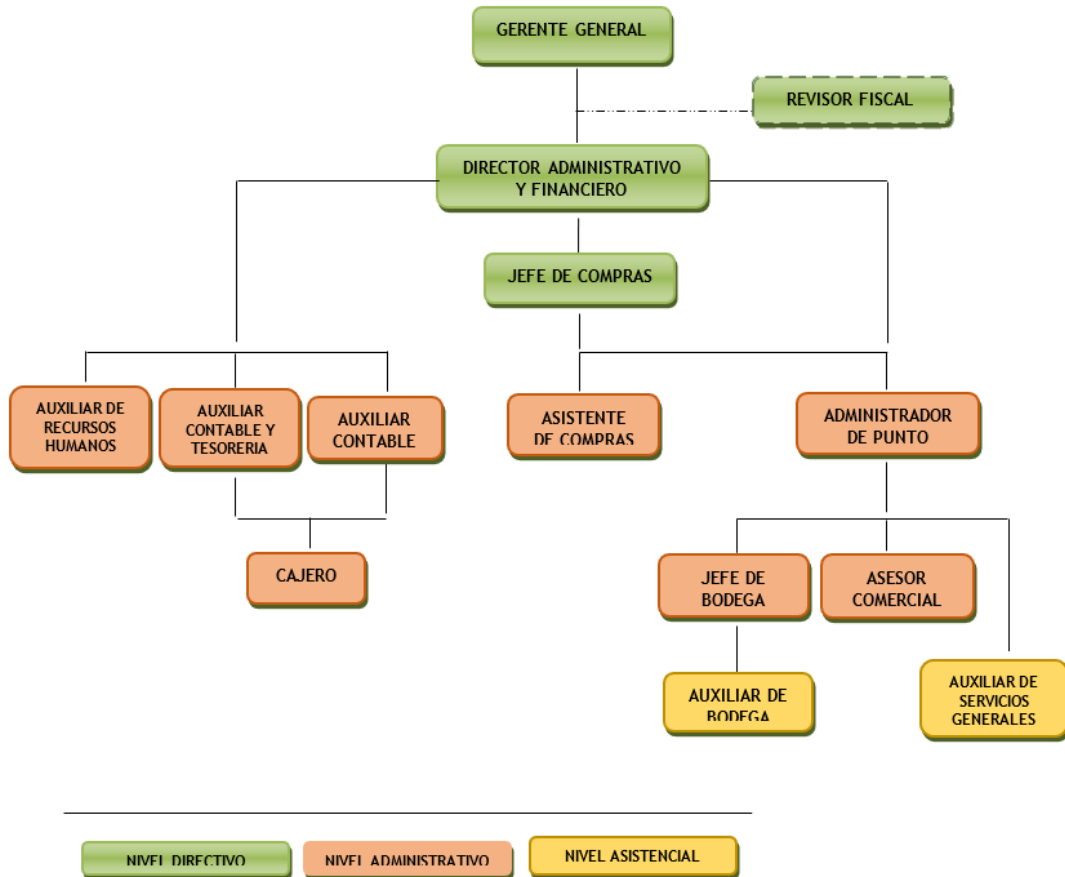 GERENTE GENERAL
REVISOR FISCAL
DIRECTOR ADMINISTRATIVO
Y FINANCIERO
JEFE DE COMPRAS
AUXILIAR DE
RECURSOS
HUMANOS
AUXILIAR
CONTABLE Y
TESORERIA
AUXILIAR
CONTABLE
ASISTENTE
DE COMPRAS
ADMINISTRADOR
DE PUNTO
CAJERO
JEFE DE
BODEGA
ASESOR
COMERCIAL
AUXILIAR DE
BODEGA
AUXILIAR DE
SERVICIOS
GENERALES
NIVEL DIRECTIVO
NIVEL ADMINISTRATIVO
NIVEL ASISTENCIAL